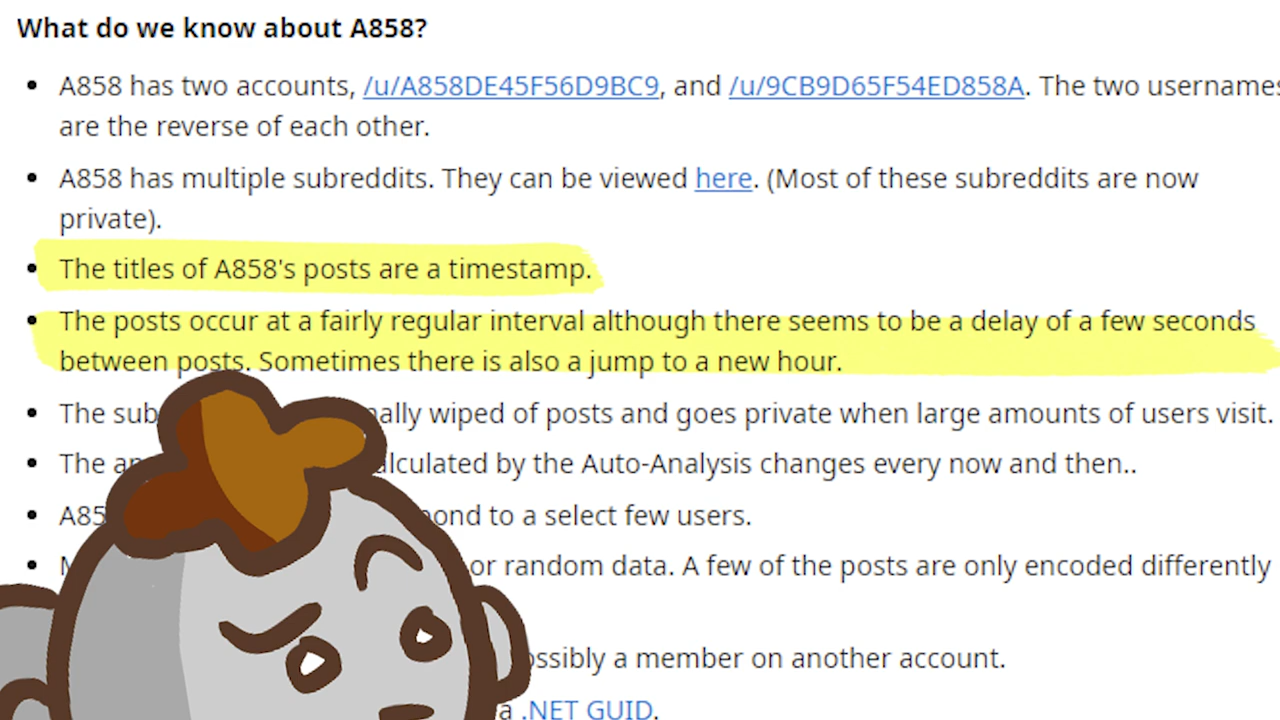 What do we know about A858?
A858 has two accounts, /u/A858DE45F56D9BC9, and /u/9CB9D65F54ED858A. The two usernames
are the reverse of each other.
A858 has multiple subreddits. They can be viewed here. (Most of these subreddits are now
private).
The titles of A858's posts are a timestamp.
The posts occur at a fairly regular interval although there seems to be a delay of a few seconds
between posts. Sometimes there is also a jump to a new hour.
The wiped of posts and goes private when large amounts of users visit.
The by the Auto-Analysis changes every now and then..
to a select few users.
or random data. A few of the posts are only encoded differently
a member on another account.
a .NET GUID.